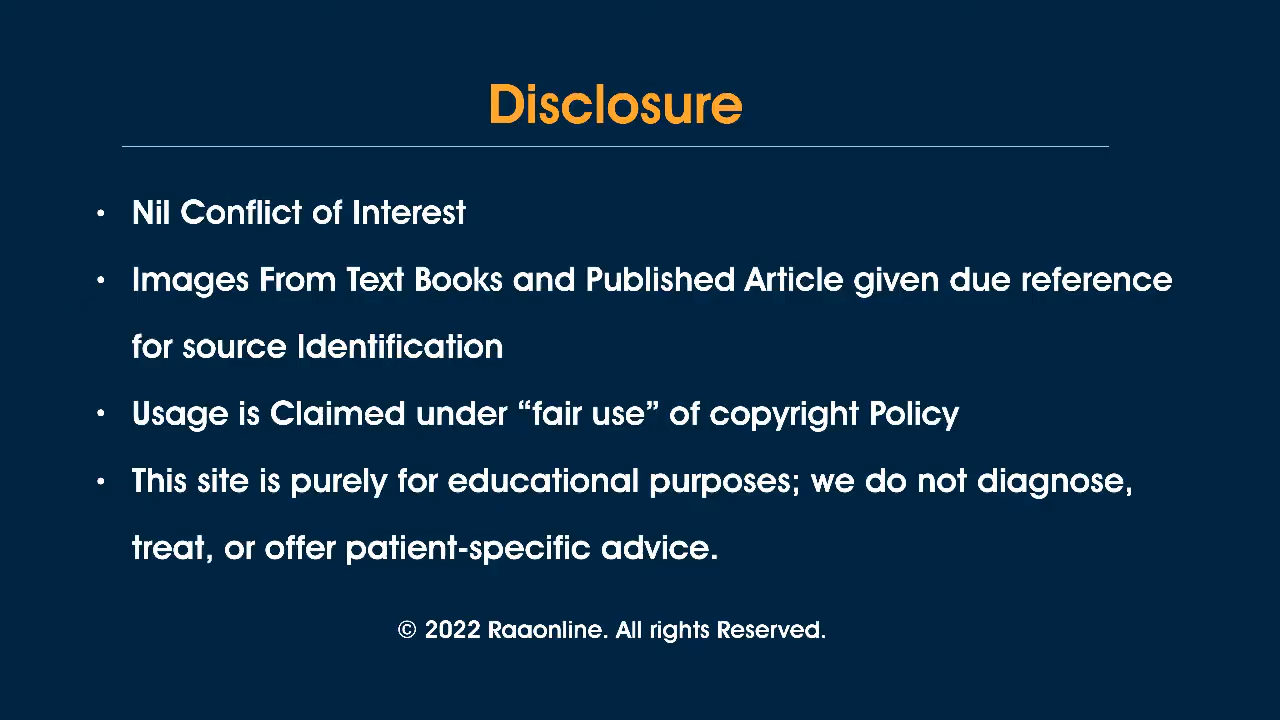 Disclosure
• Nil Conflict of Interest
• Images From Text Books and Published Article given due reference
for source Identification
• Usage is Claimed under “fair use” of copyright Policy
• This site is purely for educational purposes; we do not diagnose,
treat, or offer patient-specific advice.
© 2022 Raaonline. All rights Reserved.